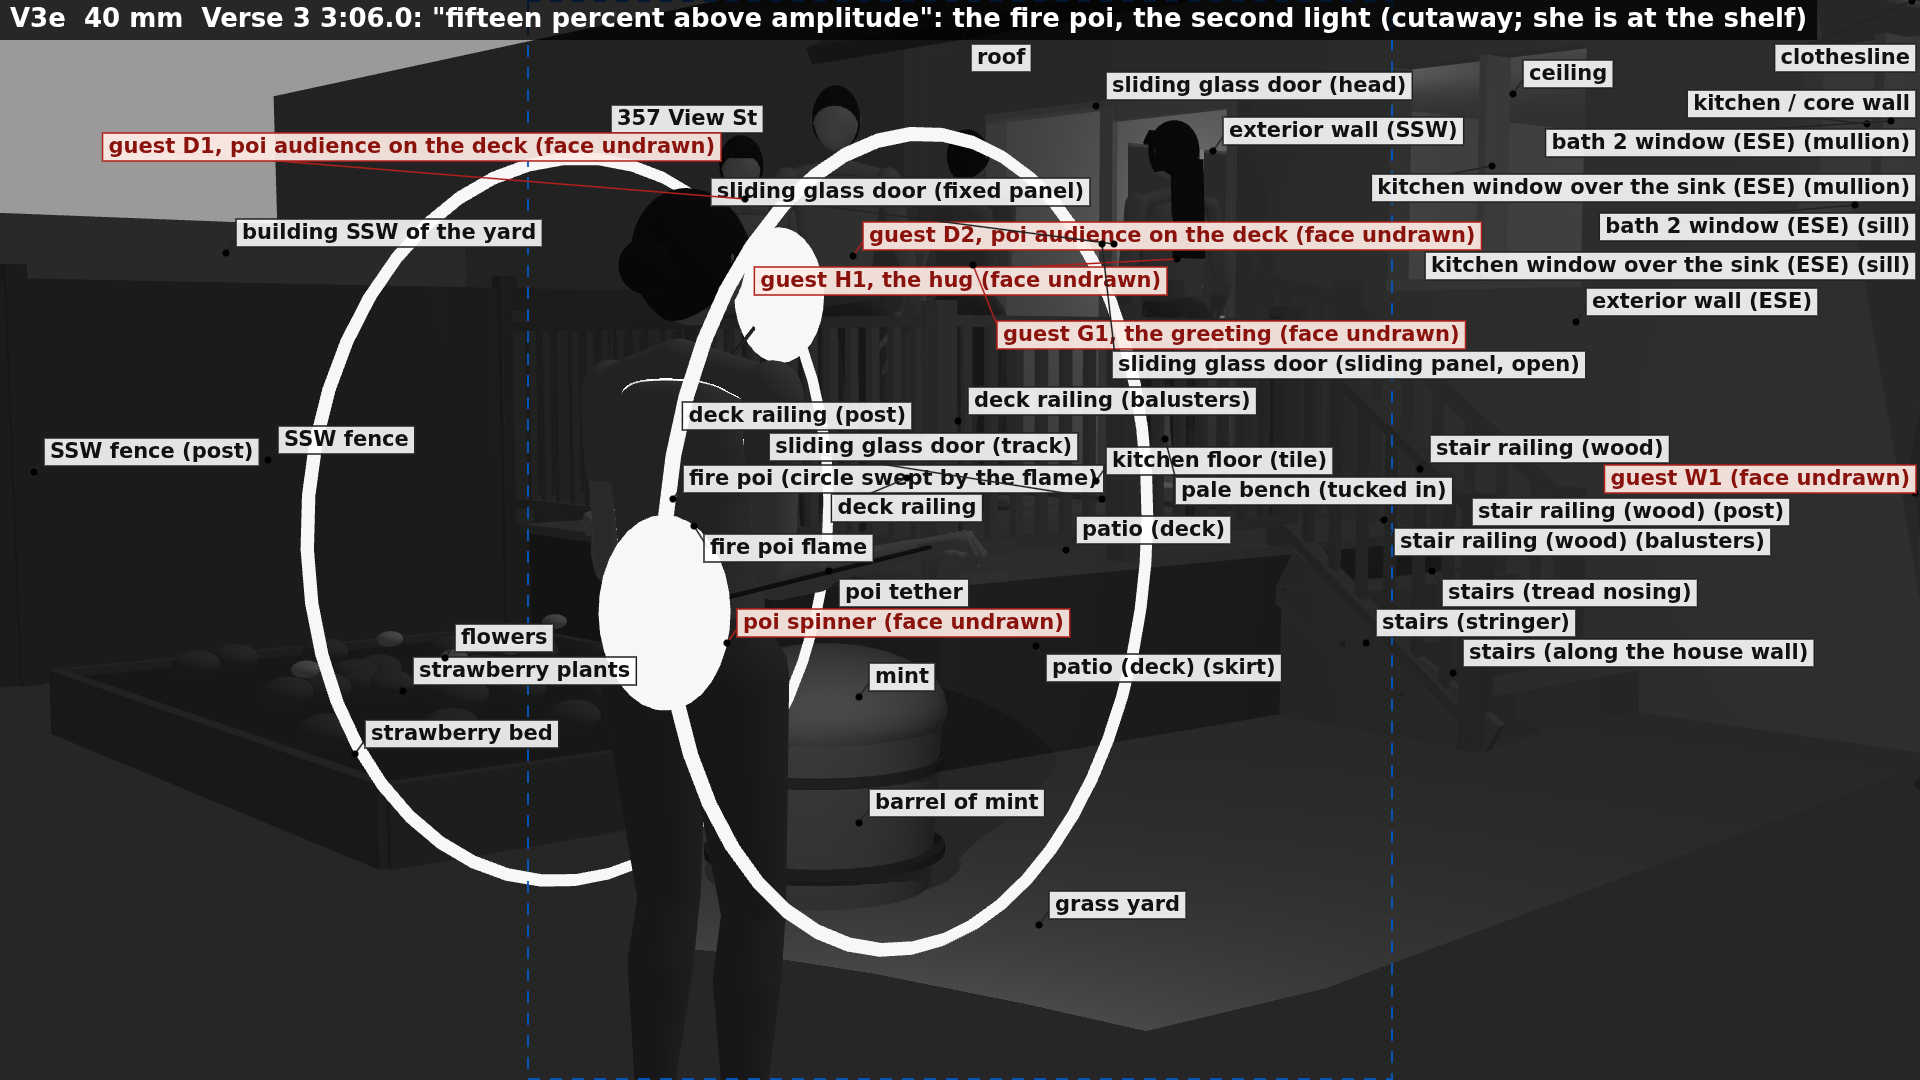 V3e 40 mm Verse 3 3:06.0: "fifteen percent above amplitude": the fire poi, the second light (cutaway; she is at the shelf)
roof
clothesline
ceiling
sliding glass door (head)
kitchen / core wall
357 View St
exterior wall (SSW)
bath 2 window (ESE) (mullion)
guest D1, poi audience on the deck (face undrawn)
sliding glass door (fixed panel)
kitchen window over the sink (ESE) (mullion)
building SSW of the yard
guest D2, poi audience on the deck (face undrawn)
bath 2 window (ESE) (sill)
guest H1, the hug (face undrawn)
kitchen window over the sink (ESE) (sill)
exterior wall (ESE)
guest G1, the greeting (face undrawn)
sliding glass door (sliding panel, open)
deck railing (balusters)
deck railing (post)
SSW fence
SSW fence (post)
sliding glass door (track)
kitchen floor (tile)
stair railing (wood)
fire poi (circle swept by the flame)
pale bench (tucked in)
guest W1 (face undrawn)
deck railing
stair railing (wood) (post)
patio (deck)
stair railing (wood) (balusters)
fire poi flame
poi tether
stairs (tread nosing)
poi spinner (face undrawn)
stairs (stringer)
flowers
stairs (along the house wall)
strawberry plants
patio (deck) (skirt)
mint
strawberry bed
barrel of mint
grass yard